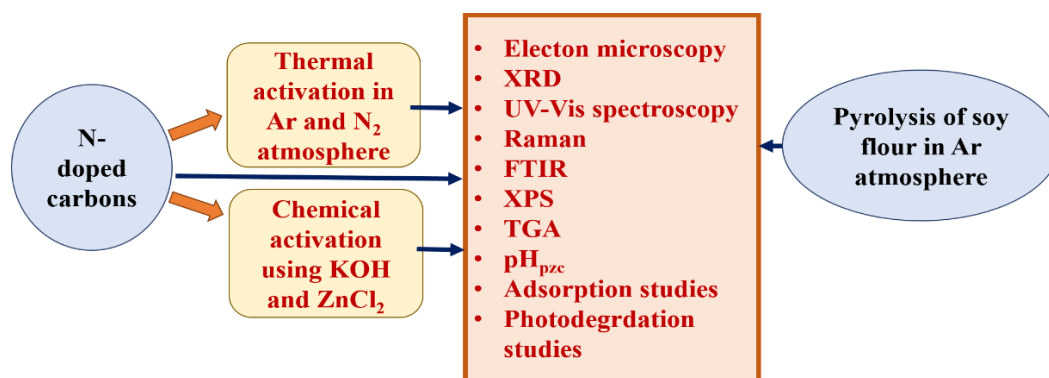 N-
doped
carbons
Thermal
activation in
Ar and N₂
atmosphere
Chemical
activation
using KOH
and ZnCl₂
• Electon microscopy
• XRD
• UV-Vis spectroscopy
• Raman
• FTIR
• XPS
• TGA
• pHₚzc
• Adsorption studies
• Photodegrdation
studies
Pyrolysis of soy
flour in Ar
atmosphere